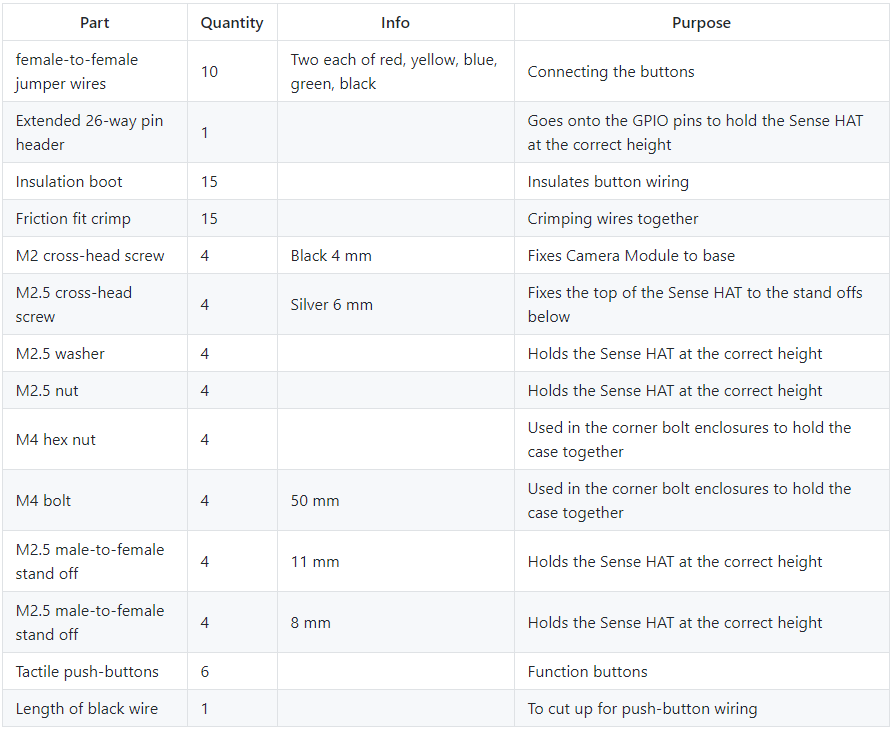 Part Quantity Info Purpose
female-to-female jumper wires 10 Two each of red, yellow, blue, green, black Connecting the buttons
Extended 26-way pin header 1 Goes onto the GPIO pins to hold the Sense HAT at the correct height
Insulation boot 15 Insulates button wiring
Friction fit crimp 15 Crimping wires together
M2 cross-head screw 4 Black 4 mm Fixes Camera Module to base
M2.5 cross-head screw 4 Silver 6 mm Fixes the top of the Sense HAT to the stand offs below
M2.5 washer 4 Holds the Sense HAT at the correct height
M2.5 nut 4 Holds the Sense HAT at the correct height
M4 hex nut 4 Used in the corner bolt enclosures to hold the case together
M4 bolt 4 50 mm Used in the corner bolt enclosures to hold the case together
M2.5 male-to-female stand off 4 11 mm Holds the Sense HAT at the correct height
M2.5 male-to-female stand off 4 8 mm Holds the Sense HAT at the correct height
Tactile push-buttons 6 Function buttons
Length of black wire 1 To cut up for push-button wiring